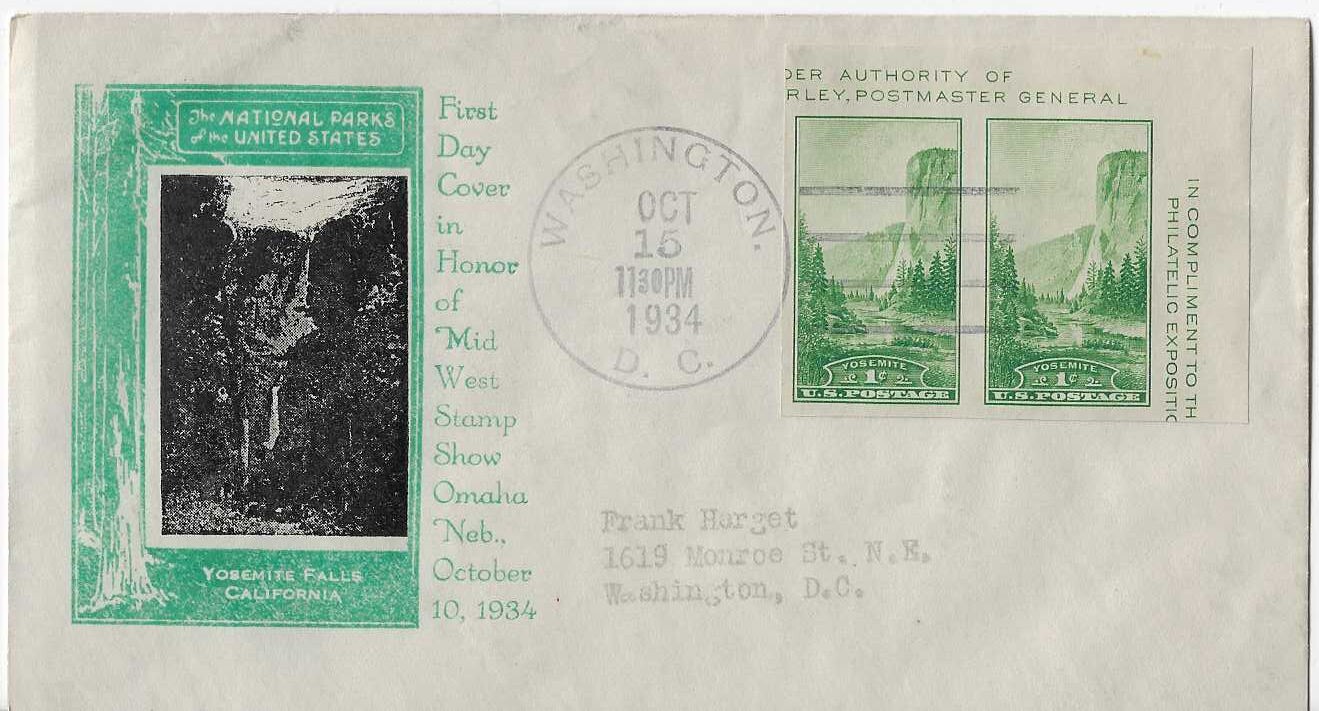 The NATIONAL PARKS
of the UNITED STATES
YOSEMITE FALLS
CALIFORNIA
First
Day
Cover
in
Honor
of
Mid
West
Stamp
Show
Omaha
Neb.,
October
10, 1934
WASHINGTON.
OCT
15
1130PM
1934
D. C.
DER AUTHORITY OF
RLEY, POSTMASTER GENERAL
YOSEMITE
1¢
U.S. POSTAGE
YOSEMITE
1¢
U.S. POSTAGE
IN COMPLIMENT TO TH
PHILATELIC EXPOSITIO
Frank Harget
1619 Monroe St. N.E.
Washington, D.C.